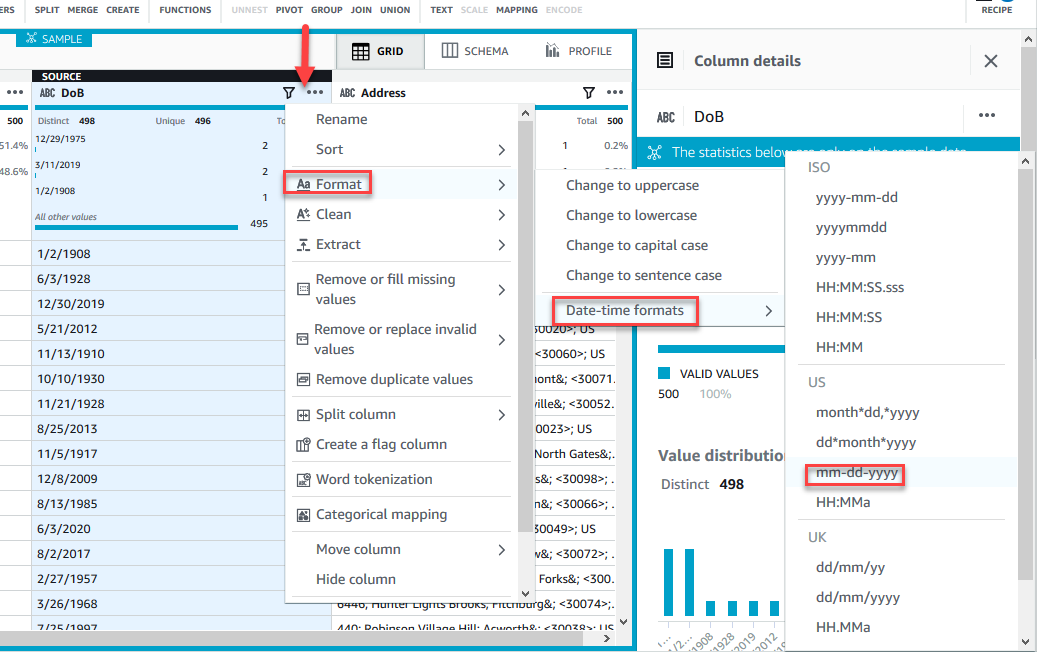 ERS SPLIT MERGE CREATE FUNCTIONS UNNEST PIVOT GROUP JOIN UNION TEXT SCALE MAPPING ENCODE RECIPE
SAMPLE
GRID SCHEMA PROFILE
Column details
SOURCE
ABC DoB
ABC Address
ABC DoB
500
Distinct 498 Unique 496 To
Total 500
51.4%
48.6%
12/29/1975 2
3/11/2019 2
1/2/1908 1
All other values 495
1 0.2%
The statistics below are only on the sample data
1/2/1908
6/3/1928
12/30/2019
5/21/2012
11/13/1910
10/10/1930
11/21/1928
8/25/2013
11/5/1917
12/8/2009
8/13/1985
6/3/2020
8/2/2017
2/27/1957
3/26/1968
7/25/1997
Rename
Sort
Aa Format
Clean
Extract
Remove or fill missing
values
Remove or replace invalid
values
Remove duplicate values
Split column
Create a flag column
Word tokenization
Categorical mapping
Move column
Hide column
Change to uppercase
Change to lowercase
Change to capital case
Change to sentence case
Date-time formats
0020>; US
<30060>; US
mont&; <30071.
ville&; <30052.
0023>; US
North Gates&;.
s&; <30098>; .
n&; <30066>; .
0049>; US
w&; <30072>; .
Forks&; <300.
6446; Hunter Lights Brooks; Fitchburg&; <30074>;.
440; Robinson Village Hill; Acworth&; <30038>; US
VALID VALUES
500 100%
Value distributio
Distinct 498
1/2... 1908 1928 2019 2012
ISO
yyyy-mm-dd
yyyymmdd
yyyy-mm
HH:MM:SS.sss
HH:MM:SS
HH:MM
US
month*dd,*yyyy
dd*month*yyyy
mm-dd-yyyy
HH:MMa
UK
dd/mm/yy
dd/mm/yyyy
HH.MMa